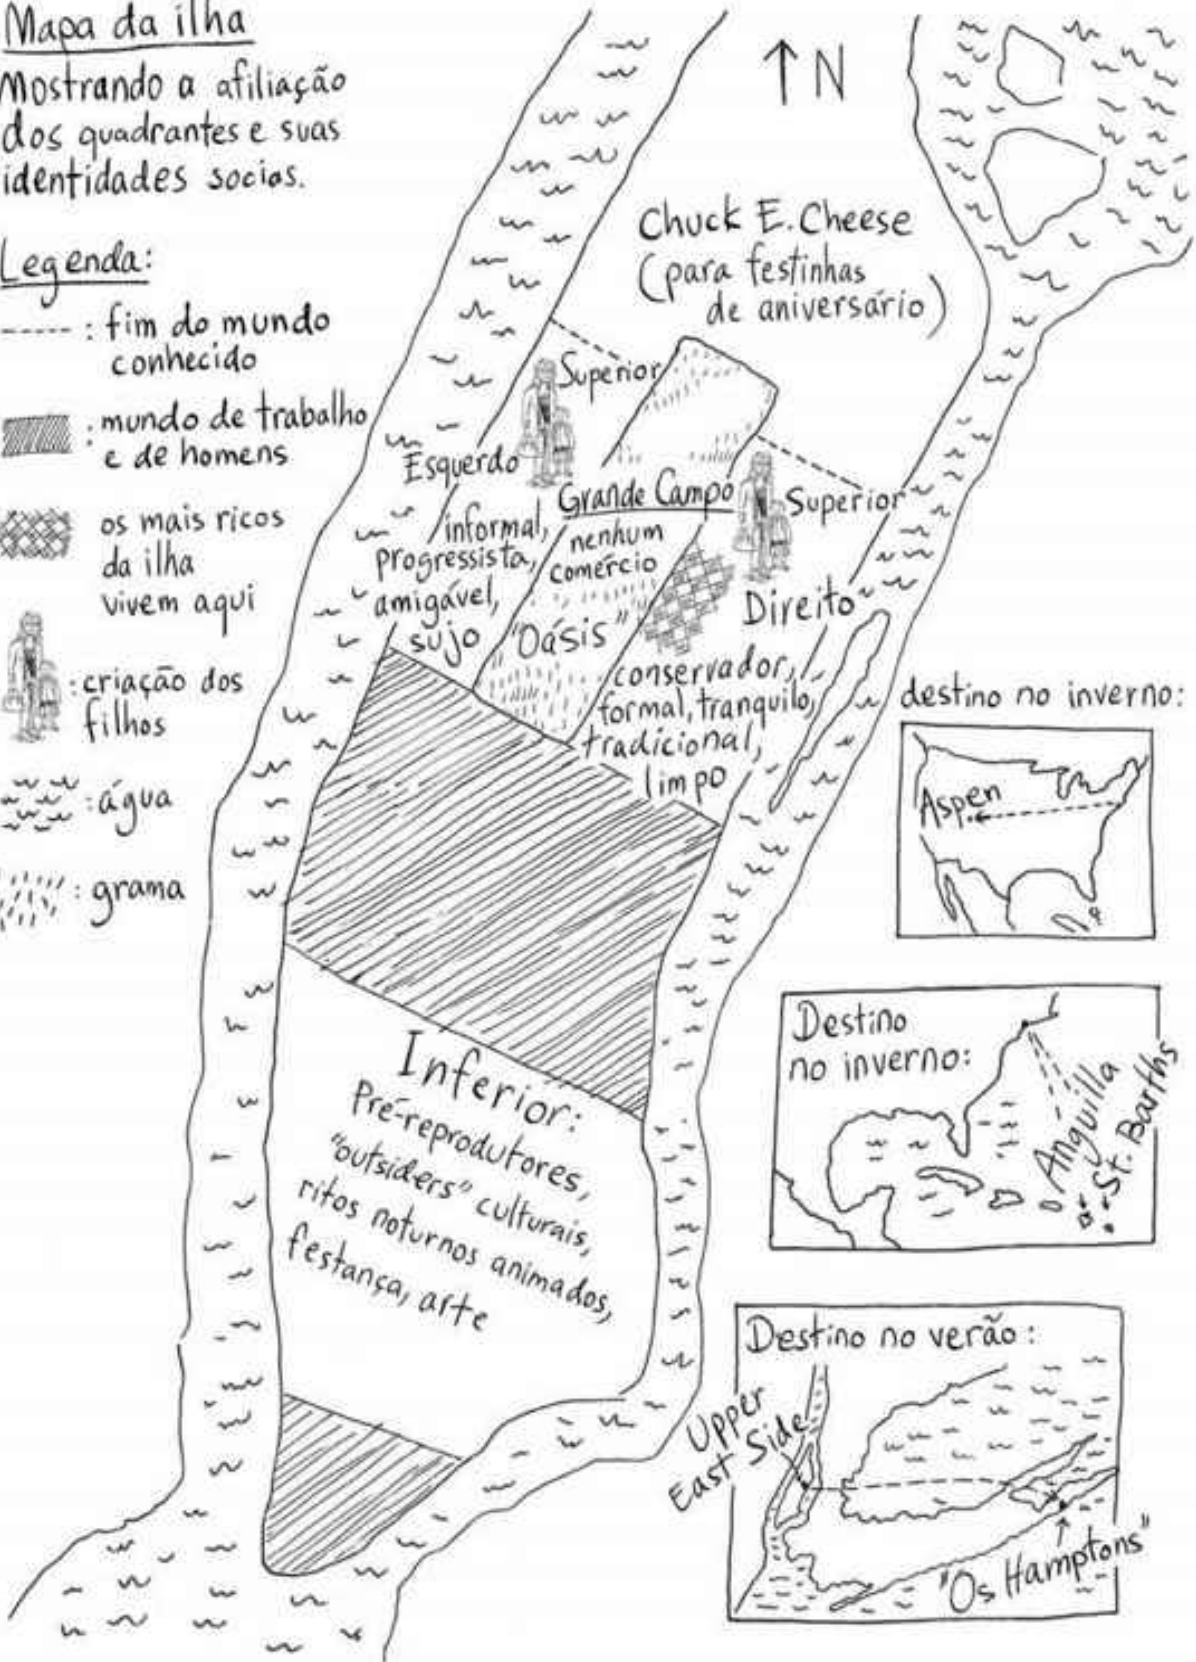 Mapa da ilha
Mostrando a afiliação
dos quadrantes e suas
identidades socias.
Legenda:
-----: fim do mundo
conhecido
: mundo de trabalho
e de homens
os mais ricos
da ilha
vivem aqui
: criação dos
filhos
: água
: grama
↑ N
Chuck E. Cheese
(para festinhas
de aniversário)
Superior
Esquerdo
informal,
progressista,
amigável,
sujo
Grande Campo
nenhum
comércio
"Oásis"
Superior
Direito
conservador,
formal, tranquilo,
tradicional,
limpo
Inferior:
Pré-reprodutores,
"outsiders" culturais,
ritos noturnos animados,
festança, arte
destino no inverno:
Aspen
Destino
no inverno:
Anguilla
St. Barths
Destino no verão:
Upper
East Side
"Os Hamptons"